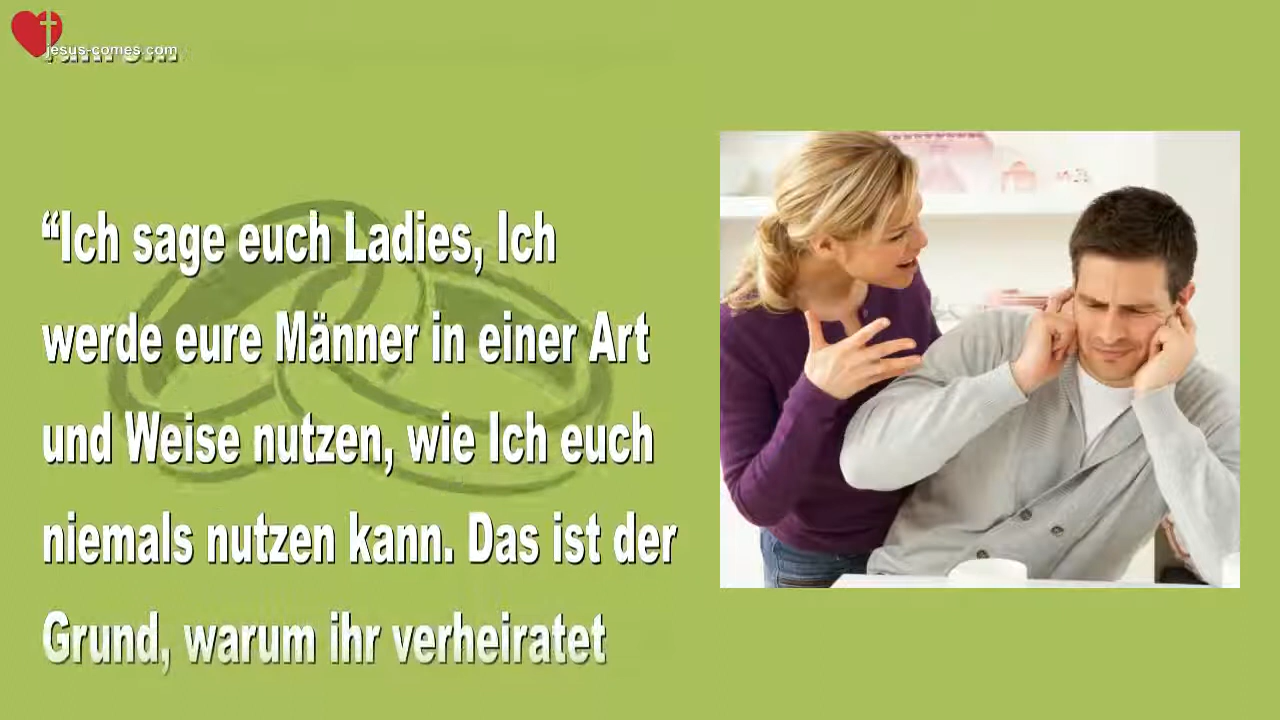 jesus-comes.com
“Ich sage euch Ladies, Ich
werde eure Männer in einer Art
und Weise nutzen, wie Ich euch
niemals nutzen kann. Das ist der
Grund, warum ihr verheiratet